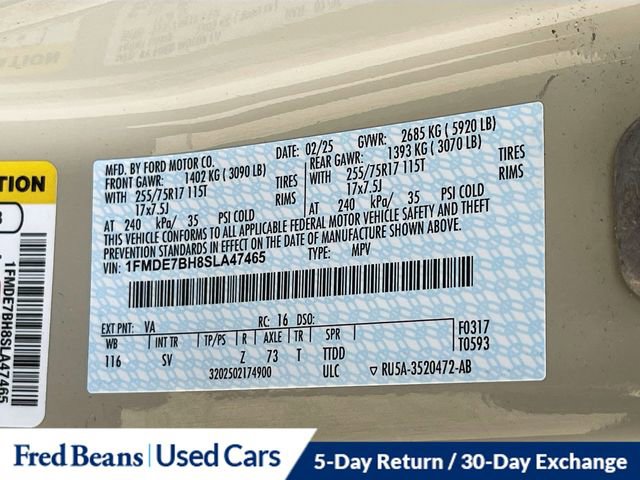 MFD. BY FORD MOTOR CO. DATE: 02/25 GVWR: 2685 KG ( 5920 LB)
FRONT GAWR: 1402 KG ( 3090 LB) REAR GAWR: 1393 KG ( 3070 LB)
WITH 255/75R17 115T TIRES WITH 255/75R17 115T TIRES
17x7.5J RIMS 17x7.5J RIMS
AT 240 kPa/ 35 PSI COLD AT 240 kPa/ 35 PSI COLD
THIS VEHICLE CONFORMS TO ALL APPLICABLE FEDERAL MOTOR VEHICLE SAFETY AND THEFT
PREVENTION STANDARDS IN EFFECT ON THE DATE OF MANUFACTURE SHOWN ABOVE.
VIN: 1FMDE7BH8SLA47465 TYPE: MPV
EXT PNT: VA RC: 16 DSO: F0317
WB INT TR TP/PS R AXLE TR SPR T0593
116 SV Z 73 T TTDD
3202502174900 ULC RU5A-3520472-AB
TION
1FMDE7BH8SLA47465
Fred Beans Used Cars 5-Day Return / 30-Day Exchange